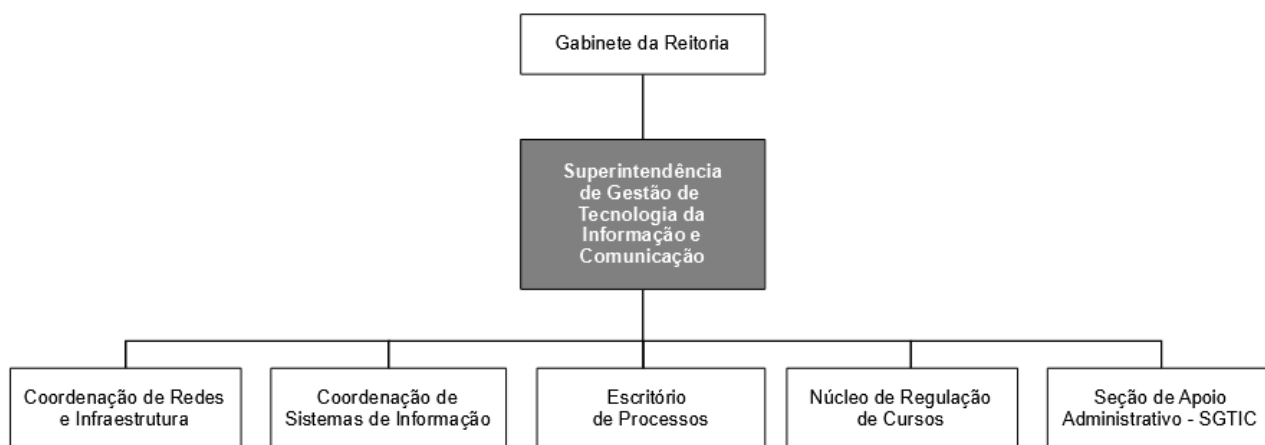 Gabinete da Reitoria
Superintendência
de Gestão de
Tecnologia da
Informação e
Comunicação
Coordenação de Redes
e Infraestrutura
Coordenação de
Sistemas de Informação
Escritório
de Processos
Núcleo de Regulação
de Cursos
Seção de Apoio
Administrativo - SGTIC